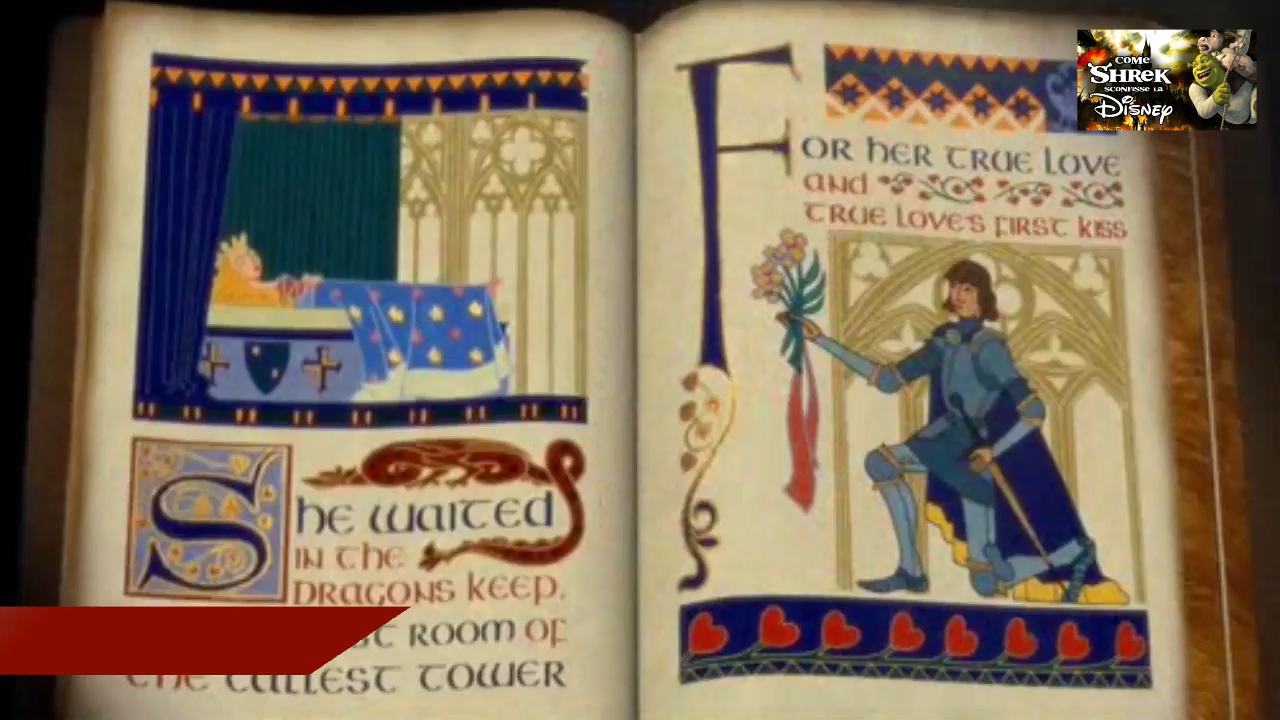 She waited
in the
dragons keep,
room of
the tallest tower
For her true love
and
true love's first kiss
COME
SHREK
SCONFISSE LA
DISNEY